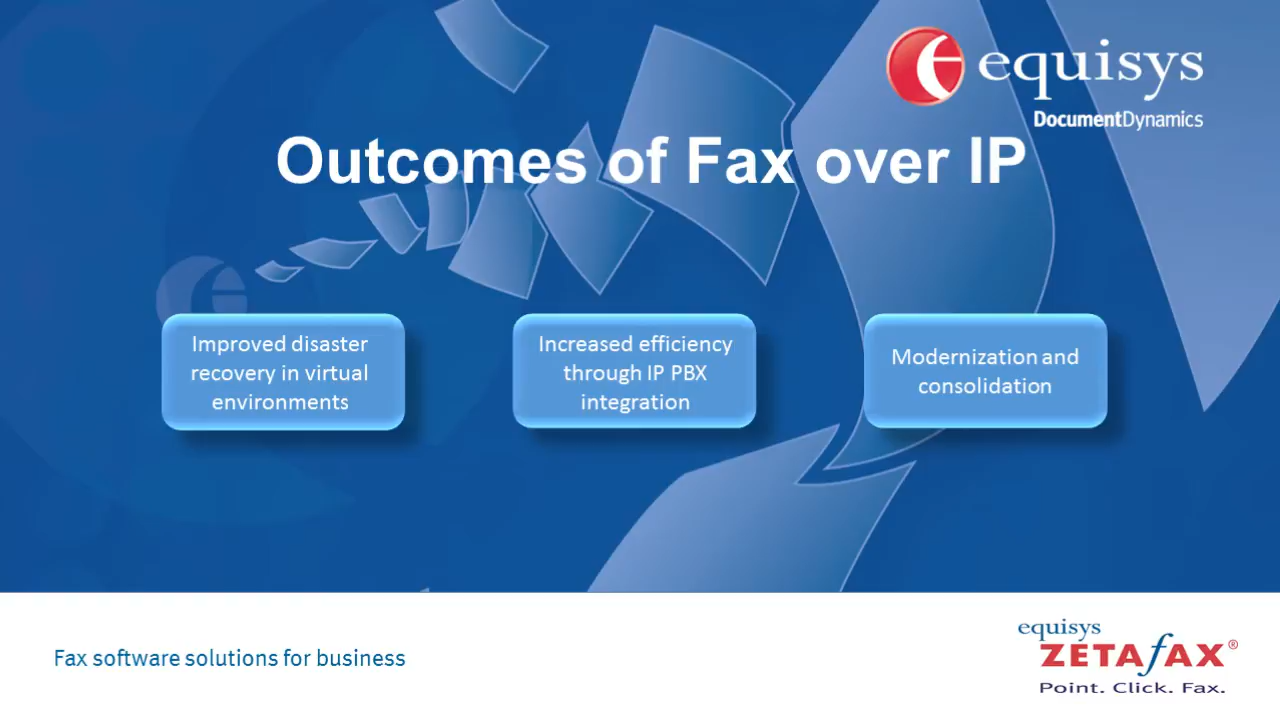 equisys
DocumentDynamics
Outcomes of Fax over IP
Improved disaster
recovery in virtual
environments
Increased efficiency
through IP PBX
integration
Modernization and
consolidation
Fax software solutions for business
equisys
ZETAfAX®
Point. Click. Fax.